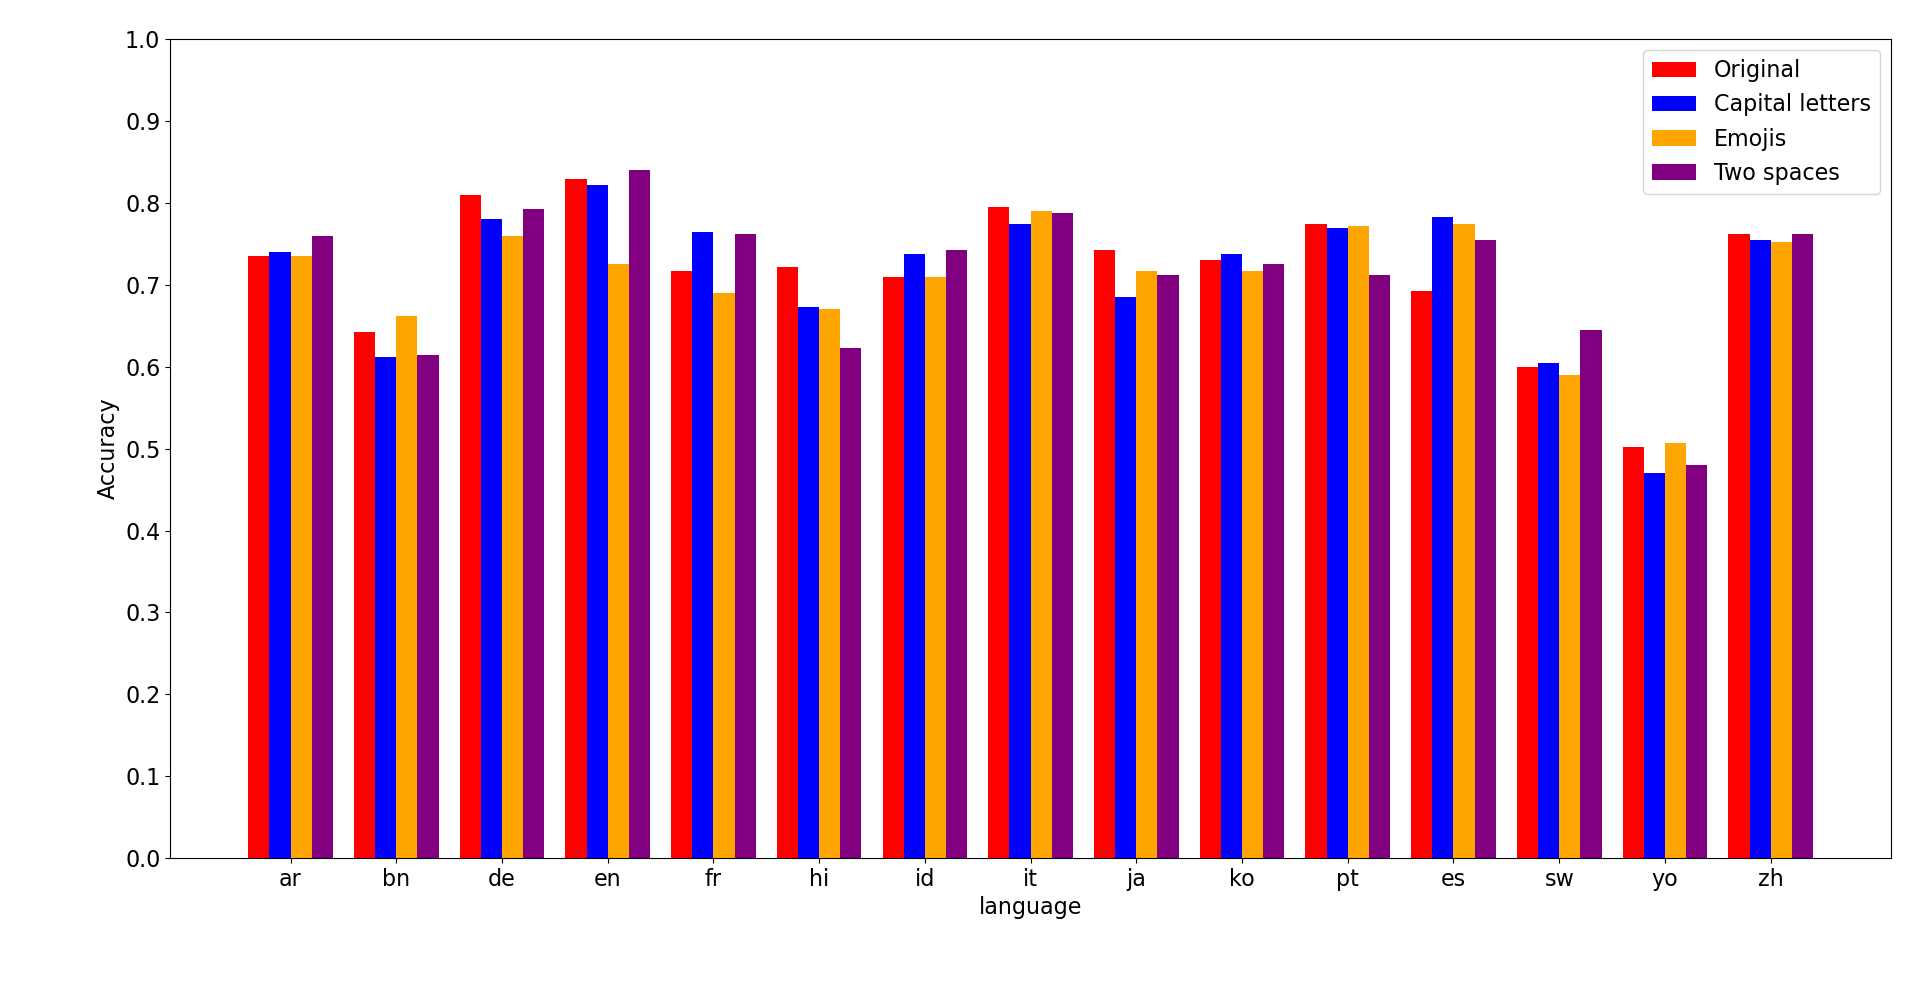 1.0
0.9
0.8
0.7
0.6
0.5
0.4
0.3
0.2
0.1
0.0
Accuracy
Original
Capital letters
Emojis
Two spaces
ar bn de en fr hi id it ja ko pt es sw yo zh
language